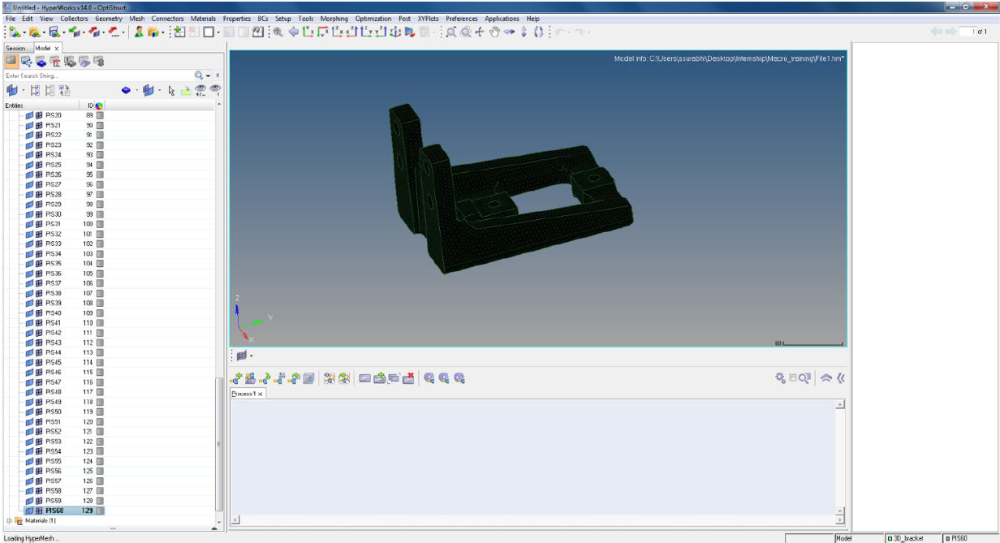 Untitled - HyperWorks v14.0 - OptiStruct
File Edit View Collectors Geometry Mesh Connectors Materials Properties BCs Setup Tools Morphing Optimization Post XYPlots Preferences Applications Help
1 of 1
Session Model x
Model Info: C:\Users\ssurabhi\Desktop\Internship\Macro_training\File1.hm*
Enter Search String...
Entities ID
PIS20 89
PIS21 90
PIS22 91
PIS23 92
PIS24 93
PIS25 94
PIS26 95
PIS27 96
PIS28 97
PIS29 98
PIS30 99
PIS31 100
PIS32 101
PIS33 102
PIS34 103
PIS35 104
PIS36 105
PIS37 106
PIS38 107
PIS39 108
PIS40 109
PIS41 110
PIS42 111
PIS43 112
PIS44 113
PIS45 114
PIS46 115
PIS47 116
PIS48 117
PIS49 118
PIS50 119
PIS51 120
PIS52 121
PIS53 122
PIS54 123
PIS55 124
PIS56 125
PIS57 126
PIS58 127
PIS59 128
PIS60 129
Materials (1)
Z
Y
X
Process1 x
Loading HyperMesh ...
Model 3D_bracket PIS60